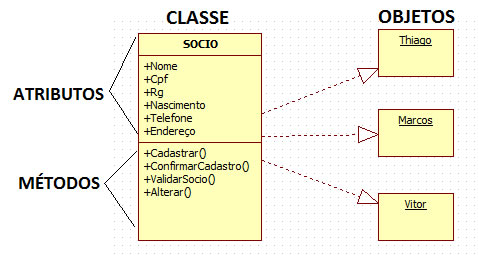 CLASSE
OBJETOS
SOCIO
Thiago
ATRIBUTOS
+Nome
+Cpf
+Rg
+Nascimento
+Telefone
+Endereço
Marcos
MÉTODOS
+Cadastrar()
+ConfirmarCadastro()
+ValidarSocio()
+Alterar()
Vitor